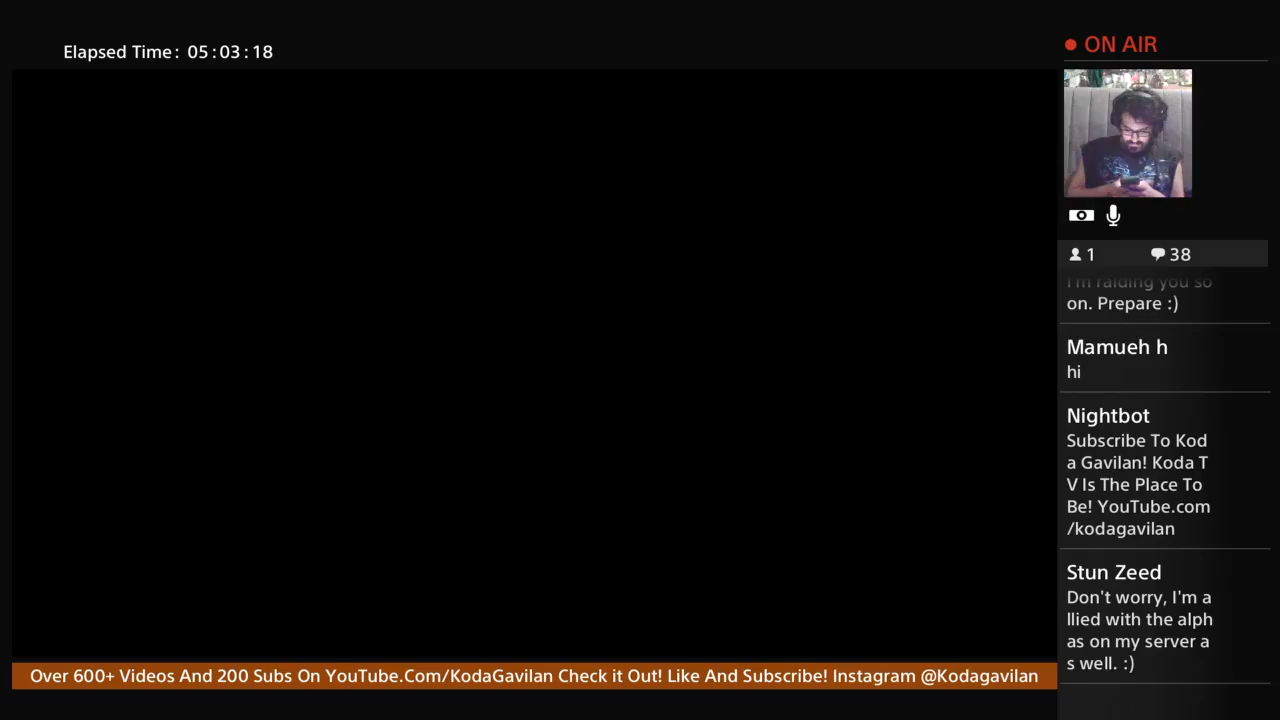 Elapsed Time: 05:03:18
ON AIR
1 38
I'm raiding you so
on. Prepare :)
Mamueh h
hi
Nightbot
Subscribe To Kod
a Gavilan! Koda T
V Is The Place To
Be! YouTube.com
/kodagavilan
Stun Zeed
Don't worry, I'm a
llied with the alph
as on my server a
s well. :)
Over 600+ Videos And 200 Subs On YouTube.Com/KodaGavilan Check it Out! Like And Subscribe! Instagram @Kodagavilan